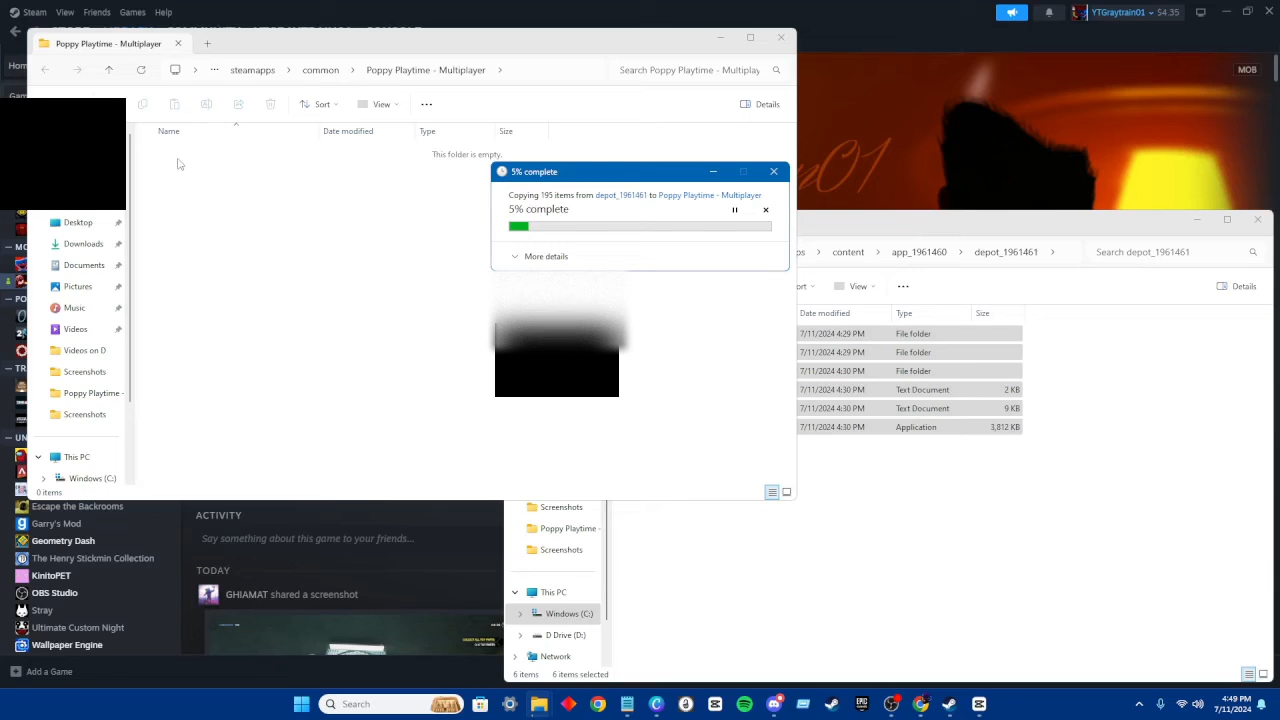 Steam View Friends Games Help
YTGraytrain01 $4.35
Poppy Playtime - Multiplayer
Hom
steamapps common Poppy Playtime - Multiplayer
Search Poppy Playtime - Multiplay
MOB
Sort View Details
Name Date modified Type Size
This folder is empty.
5% complete
Copying 195 items from depot_1961461 to Poppy Playtime - Multiplayer
5% complete
More details
Desktop
Downloads
Documents
Pictures
Music
Videos
Videos on D
Screenshots
Poppy Playtime -
Screenshots
This PC
Windows (C:)
0 items
content app_1961460 depot_1961461
Search depot_1961461
View Details
Date modified Type Size
7/11/2024 4:29 PM File folder
7/11/2024 4:29 PM File folder
7/11/2024 4:30 PM File folder
7/11/2024 4:30 PM Text Document 2 KB
7/11/2024 4:30 PM Text Document 9 KB
7/11/2024 4:30 PM Application 3,812 KB
Escape the Backrooms
Garry's Mod
Geometry Dash
The Henry Stickmin Collection
KinitoPET
OBS Studio
Stray
Ultimate Custom Night
Wallpaper Engine
Add a Game
ACTIVITY
Say something about this game to your friends...
TODAY
GHIAMAT shared a screenshot
Screenshots
Poppy Playtime -
Screenshots
This PC
Windows (C:)
D Drive (D:)
Network
6 items 6 items selected
Search
4:49 PM
7/11/2024